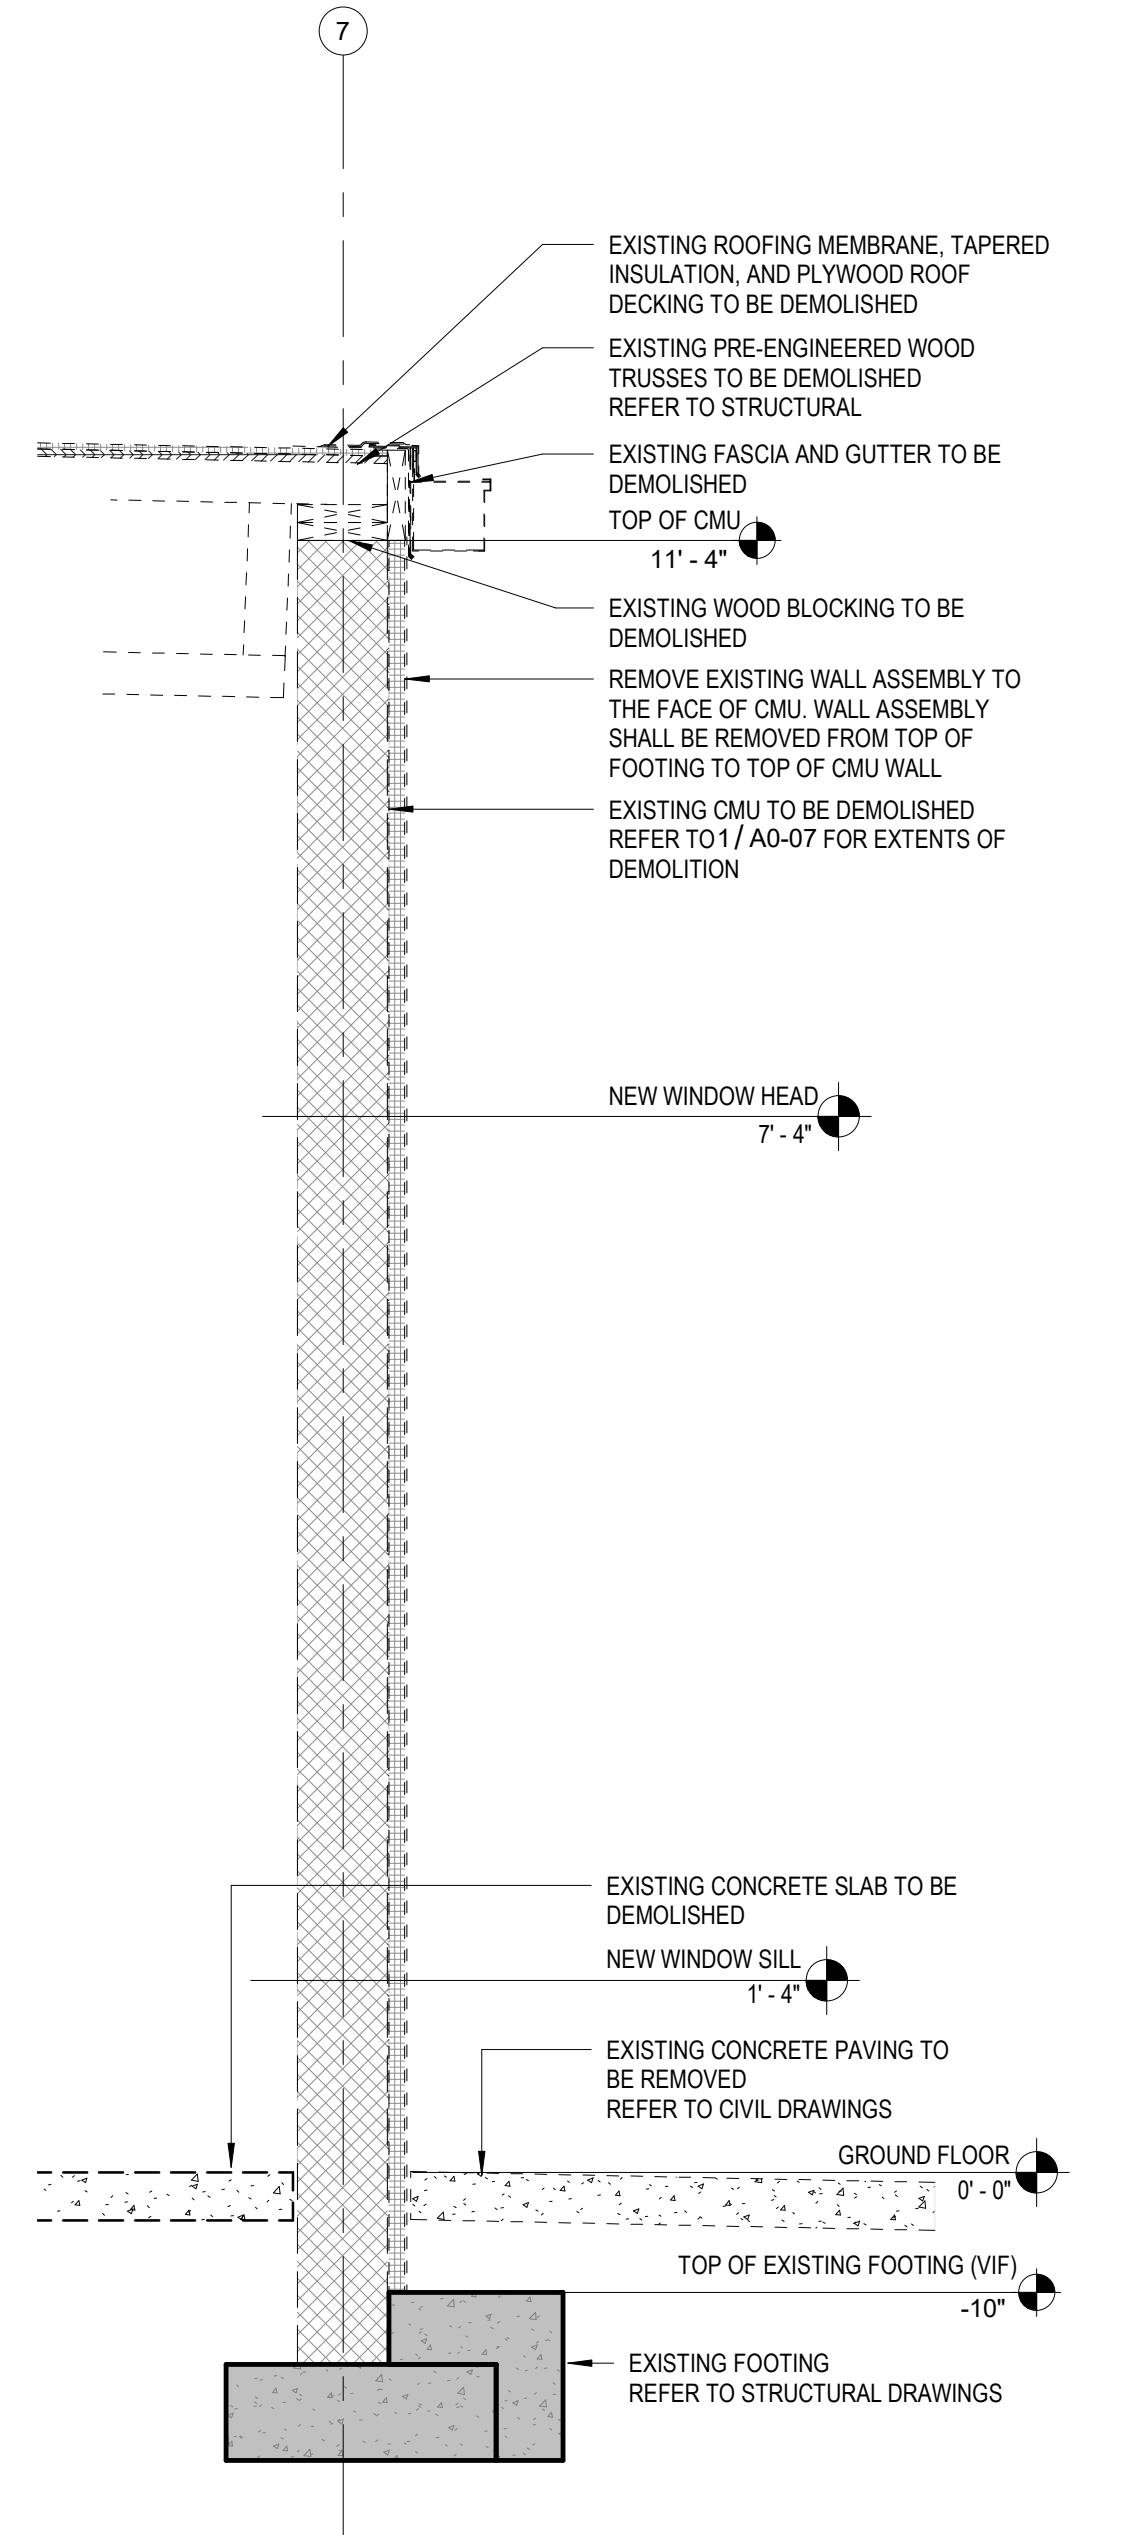 7
EXISTING ROOFING MEMBRANE, TAPERED
INSULATION, AND PLYWOOD ROOF
DECKING TO BE DEMOLISHED
EXISTING PRE-ENGINEERED WOOD
TRUSSES TO BE DEMOLISHED
REFER TO STRUCTURAL
EXISTING FASCIA AND GUTTER TO BE
DEMOLISHED
TOP OF CMU
11' - 4"
EXISTING WOOD BLOCKING TO BE
DEMOLISHED
REMOVE EXISTING WALL ASSEMBLY TO
THE FACE OF CMU. WALL ASSEMBLY
SHALL BE REMOVED FROM TOP OF
FOOTING TO TOP OF CMU WALL
EXISTING CMU TO BE DEMOLISHED
REFER TO 1 / A0-07 FOR EXTENTS OF
DEMOLITION
NEW WINDOW HEAD
7' - 4"
EXISTING CONCRETE SLAB TO BE
DEMOLISHED
NEW WINDOW SILL
1' - 4"
EXISTING CONCRETE PAVING TO
BE REMOVED
REFER TO CIVIL DRAWINGS
GROUND FLOOR
0' - 0"
TOP OF EXISTING FOOTING (VIF)
-10"
EXISTING FOOTING
REFER TO STRUCTURAL DRAWINGS